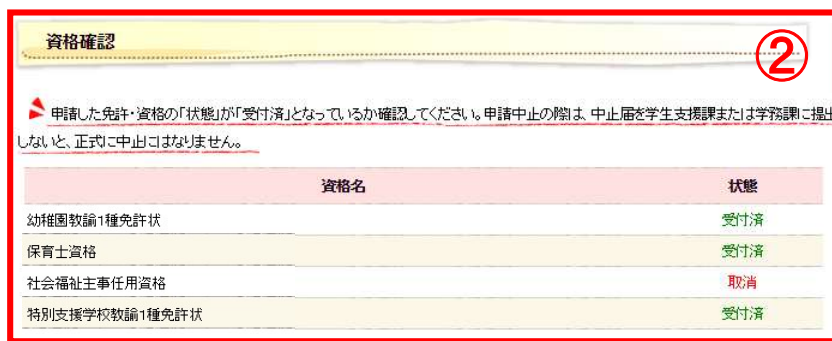 資格確認
②
申請した免許・資格の「状態」が「受付済」となっているか確認してください。申請中止の際は、中止届を学生支援課または学務課に提出
しないと、正式に中止にはなりません。
資格名 状態
幼稚園教諭1種免許状 受付済
保育士資格 受付済
社会福祉主事任用資格 取消
特別支援学校教諭1種免許状 受付済